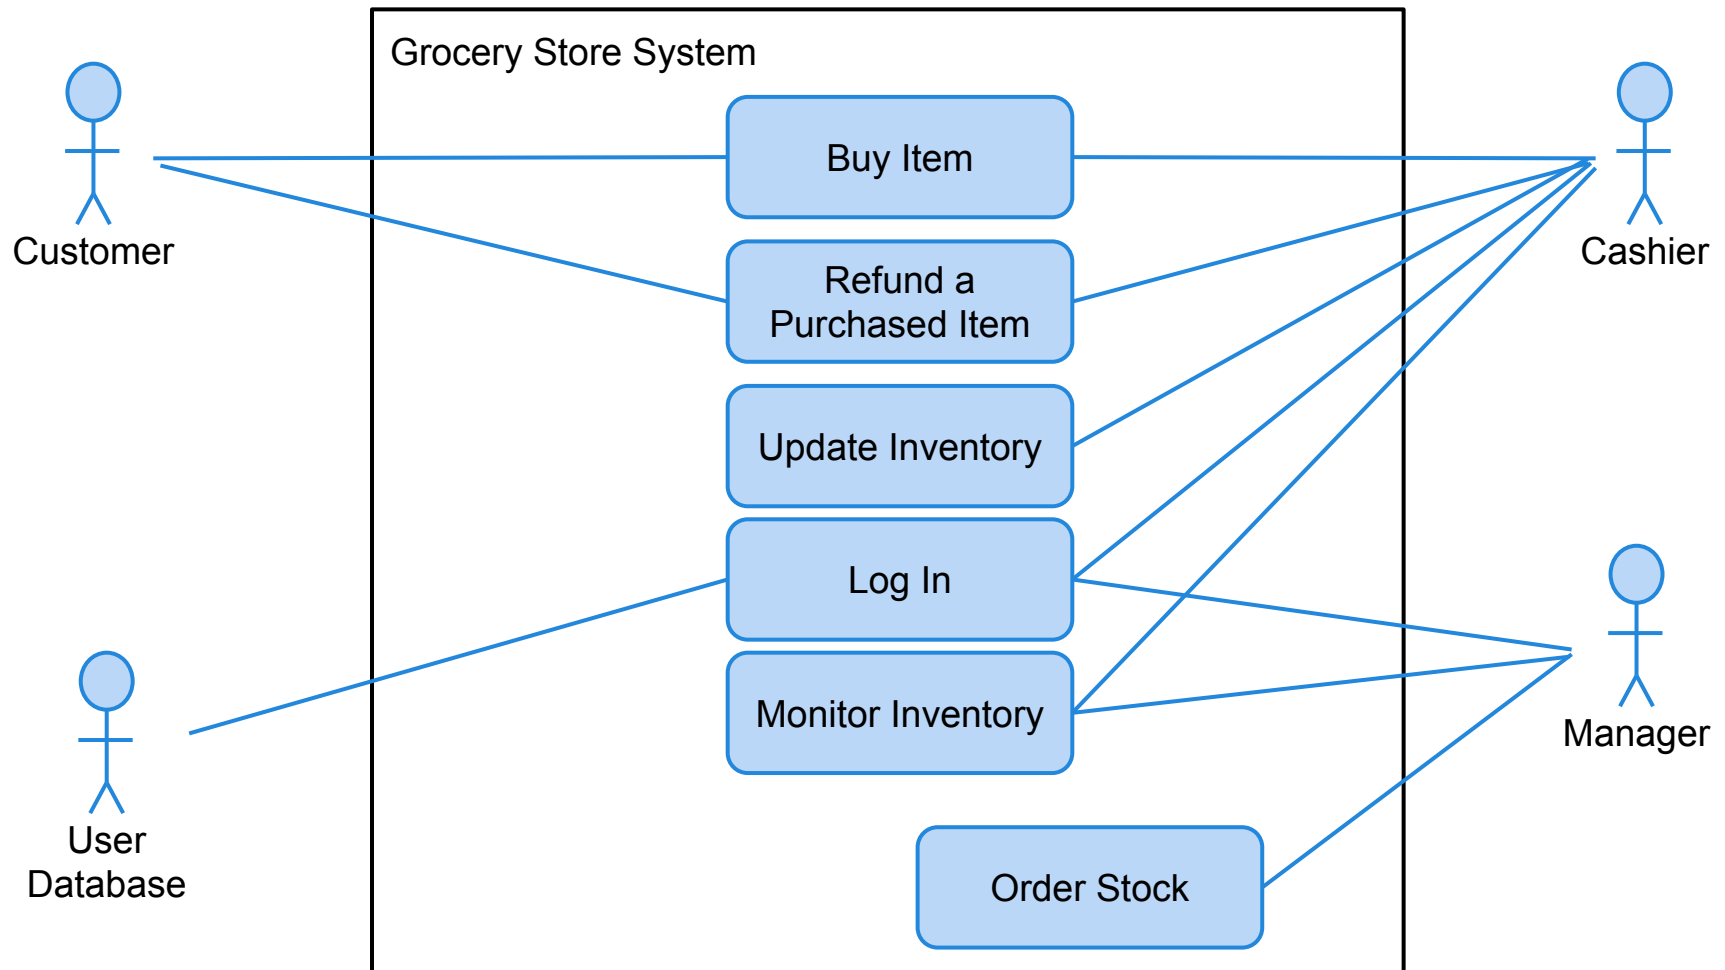 Grocery Store System
Buy Item
Customer
Cashier
Refund a
Purchased Item
Update Inventory
Log In
Monitor Inventory
Manager
User
Database
Order Stock